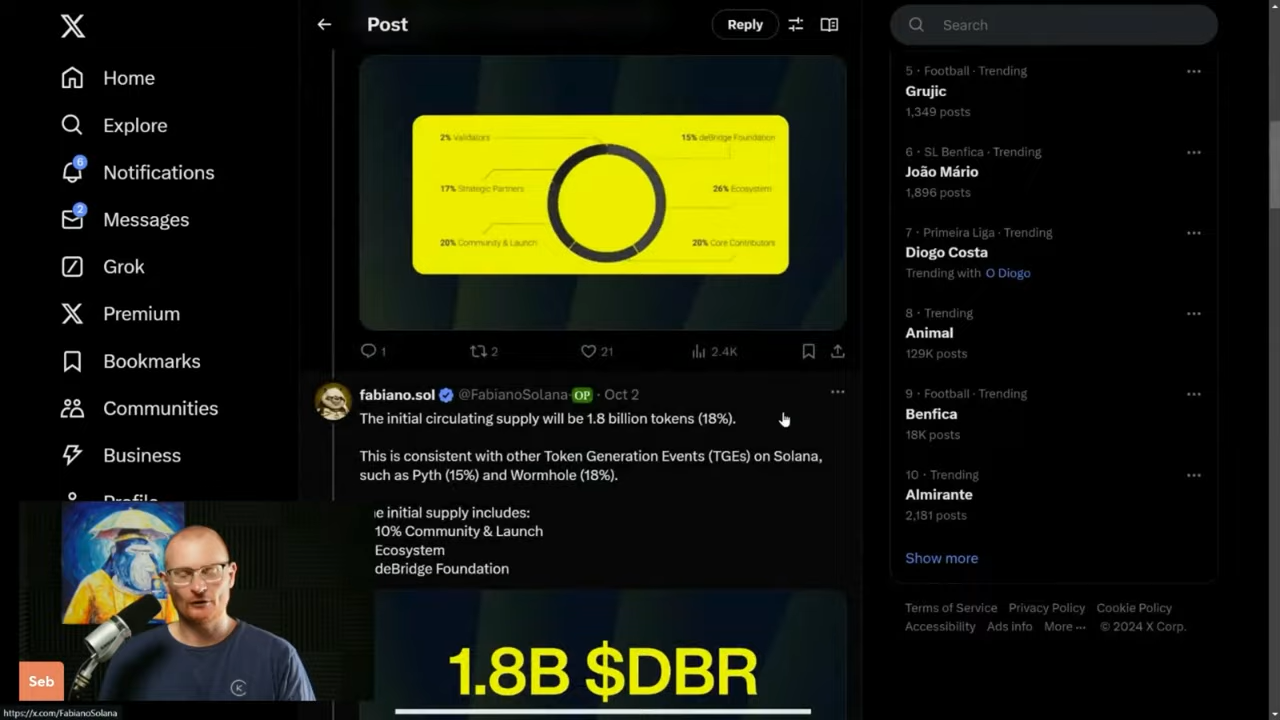 Post
Reply
Search
Home
Explore
6
Notifications
2
Messages
Grok
Premium
Bookmarks
Communities
Business
Profile
2% Validators
15% deBridge Foundation
17% Strategic Partners
26% Ecosystem
20% Community & Launch
20% Core Contributors
1
2
21
2.4K
fabiano.sol @FabianoSolana OP · Oct 2
The initial circulating supply will be 1.8 billion tokens (18%).
This is consistent with other Token Generation Events (TGEs) on Solana,
such as Pyth (15%) and Wormhole (18%).
e initial supply includes:
10% Community & Launch
Ecosystem
deBridge Foundation
1.8B $DBR
5 · Football · Trending
Grujic
1,349 posts
6 · SL Benfica · Trending
João Mário
1,896 posts
7 · Primeira Liga · Trending
Diogo Costa
Trending with O Diogo
8 · Trending
Animal
129K posts
9 · Football · Trending
Benfica
18K posts
10 · Trending
Almirante
2,181 posts
Show more
Terms of Service Privacy Policy Cookie Policy
Accessibility Ads info More ··· © 2024 X Corp.
Seb
https://x.com/FabianoSolana